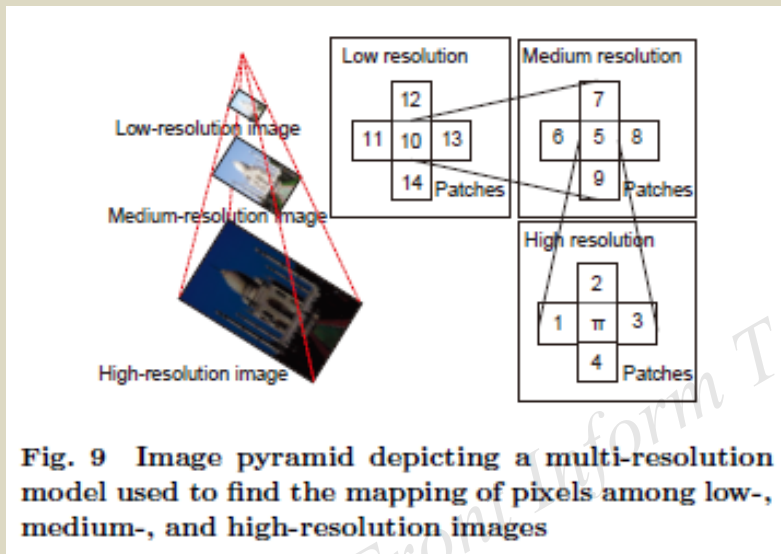 Low resolution
12
11 10 13
14
Patches
Medium resolution
7
6 5 8
9
Patches
High resolution
2
1 π 3
4
Patches
Low-resolution image
Medium-resolution image
High-resolution image
Fig. 9 Image pyramid depicting a multi-resolution
model used to find the mapping of pixels among low-,
medium-, and high-resolution images
Front Inform T